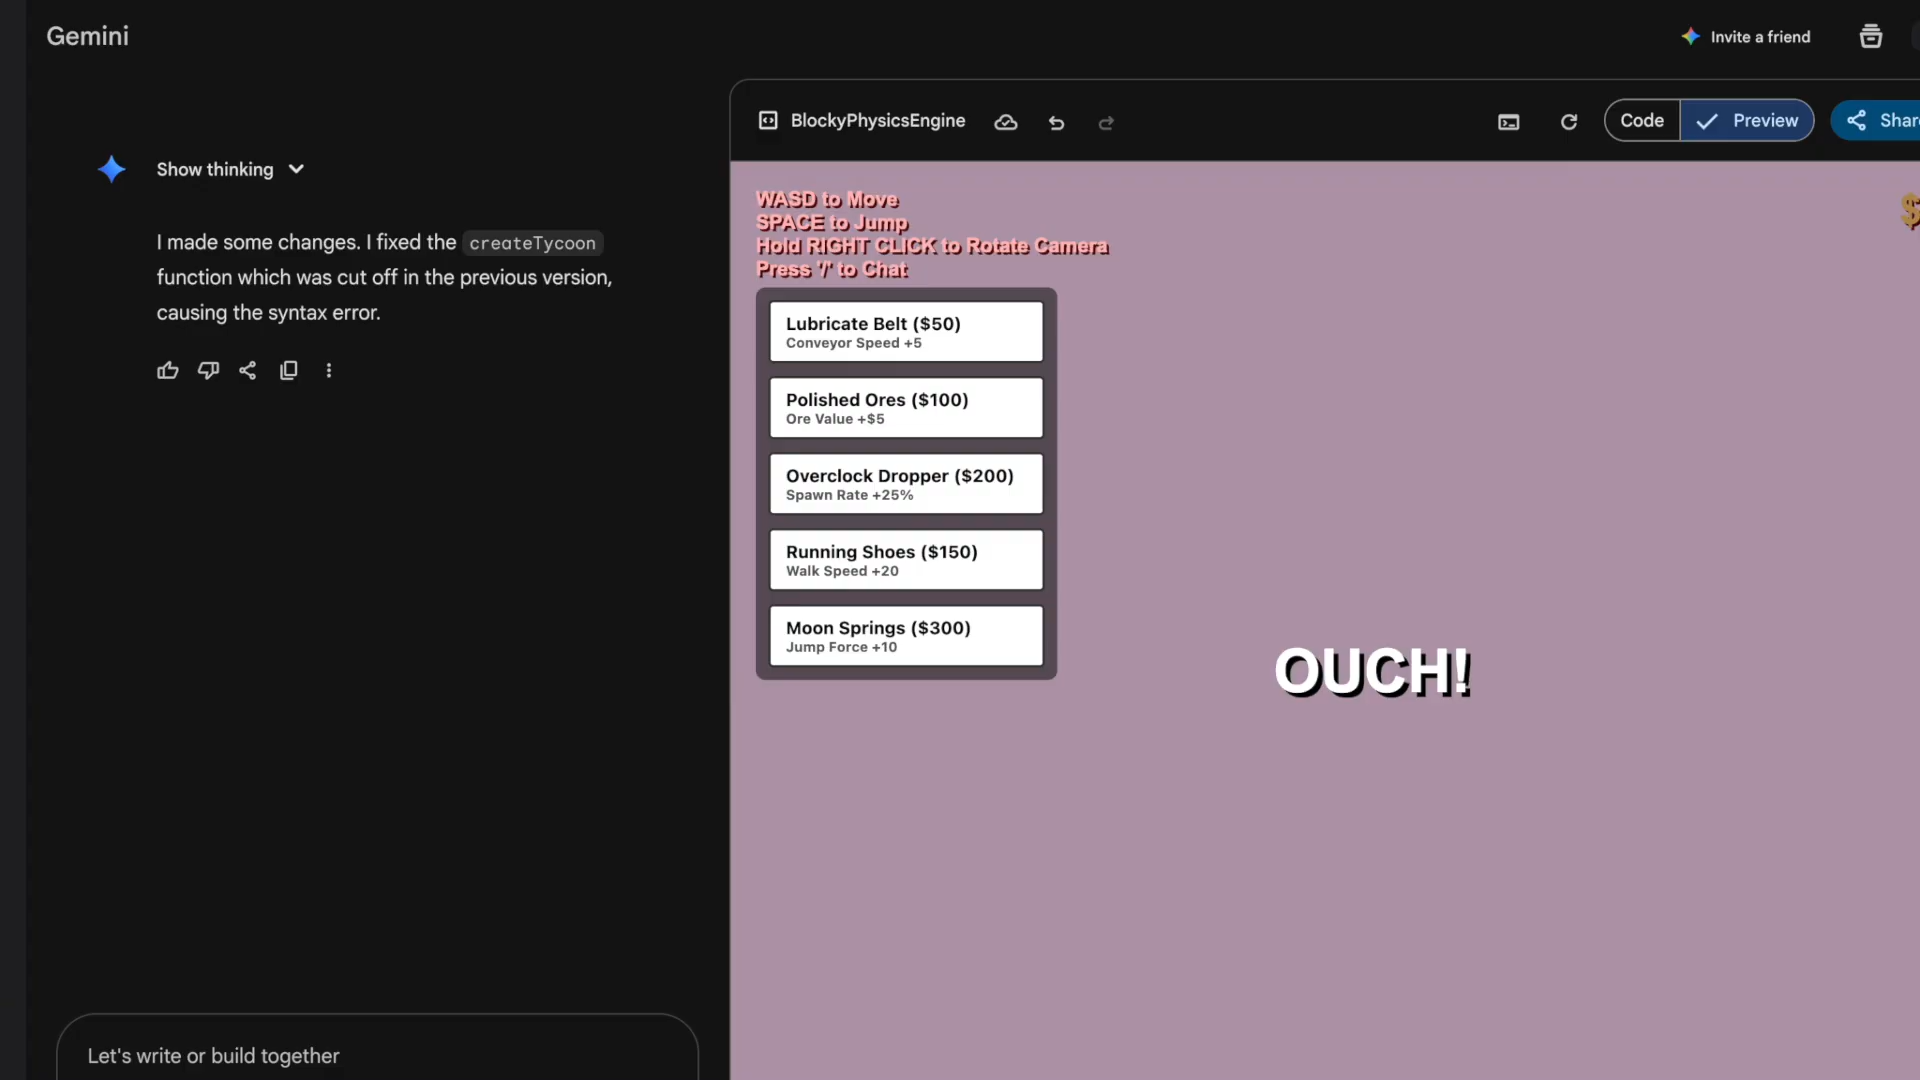 Gemini
Invite a friend
Show thinking
I made some changes. I fixed the createTycoon
function which was cut off in the previous version,
causing the syntax error.
Let's write or build together
BlockyPhysicsEngine
Code
Preview
Shar
WASD to Move
SPACE to Jump
Hold RIGHT CLICK to Rotate Camera
Press '/' to Chat
$
Lubricate Belt ($50)
Conveyor Speed +5
Polished Ores ($100)
Ore Value +$5
Overclock Dropper ($200)
Spawn Rate +25%
Running Shoes ($150)
Walk Speed +20
Moon Springs ($300)
Jump Force +10
OUCH!